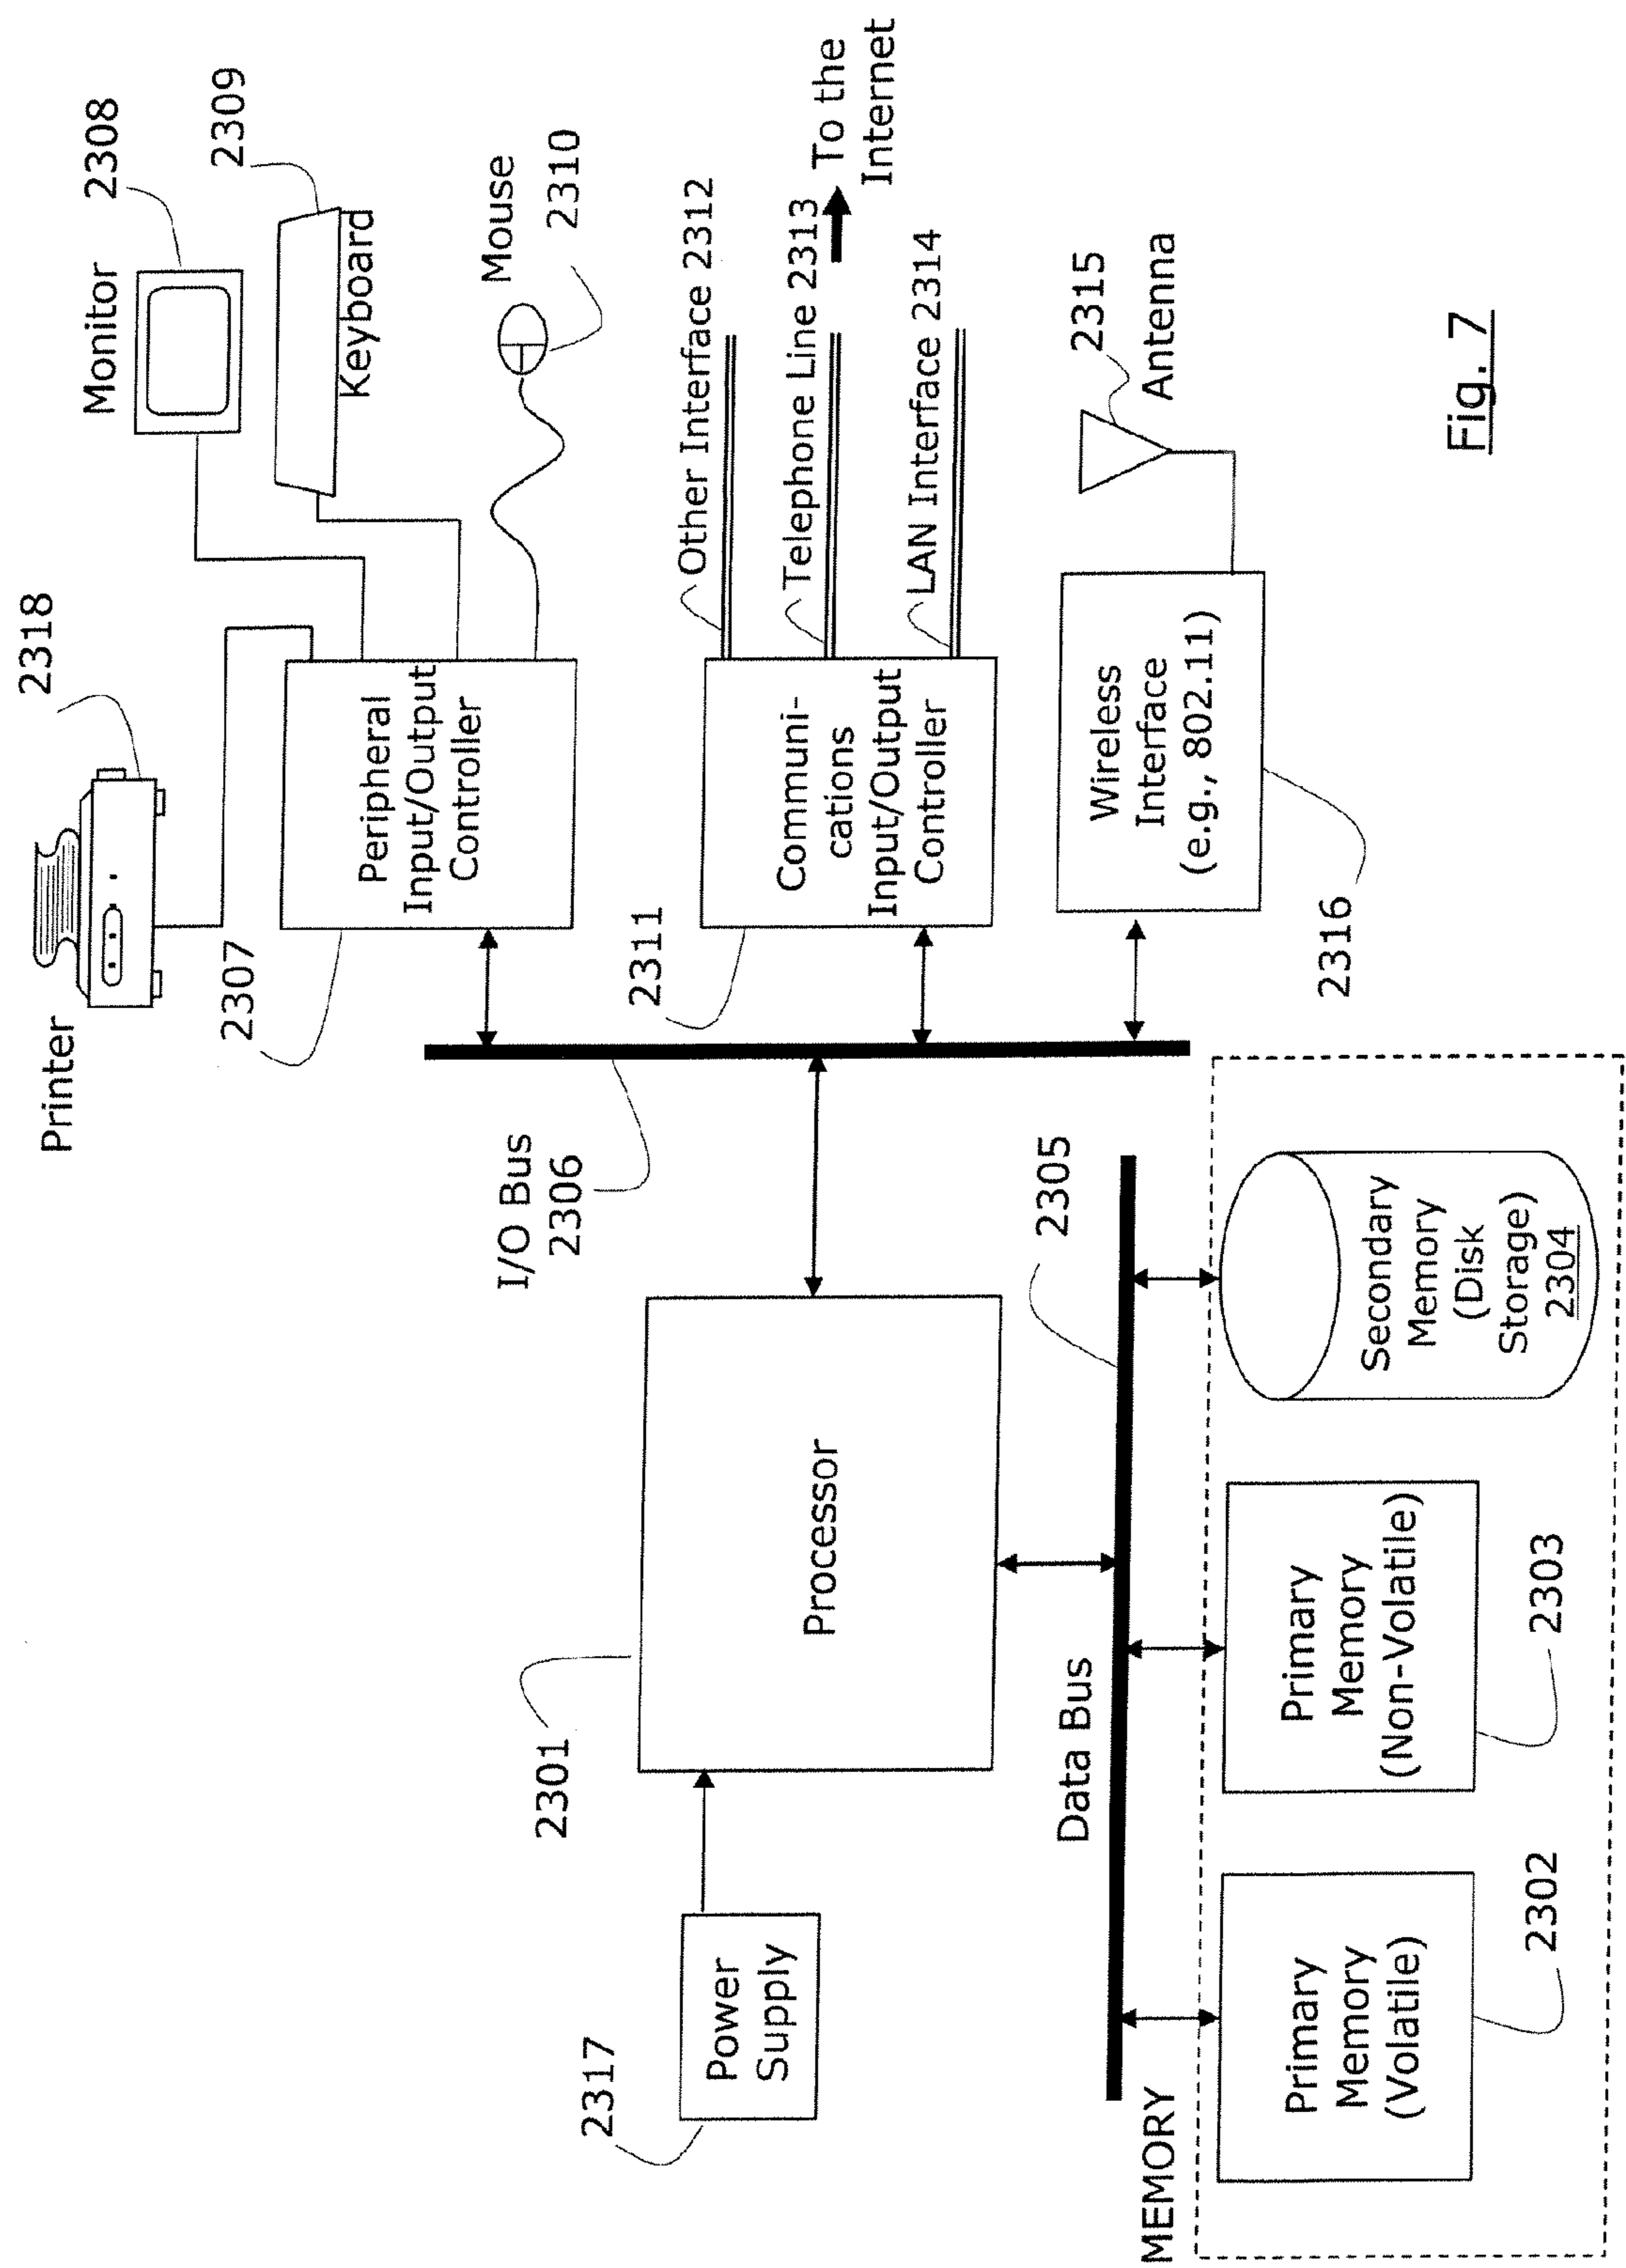 Printer
2318
Monitor
2308
2309
Keyboard
Mouse
2310
2307
Peripheral
Input/Output
Controller
I/O Bus
2306
2311
Communi-
cations
Input/Output
Controller
Other Interface 2312
Telephone Line 2313
To the
Internet
LAN Interface 2314
2301
Processor
2317
Power
Supply
Wireless
Interface
(e.g., 802.11)
2316
2315
Antenna
Data Bus
2305
MEMORY
Primary
Memory
(Volatile)
2302
Primary
Memory
(Non-Volatile)
2303
Secondary
Memory
(Disk
Storage)
2304
Fig. 7